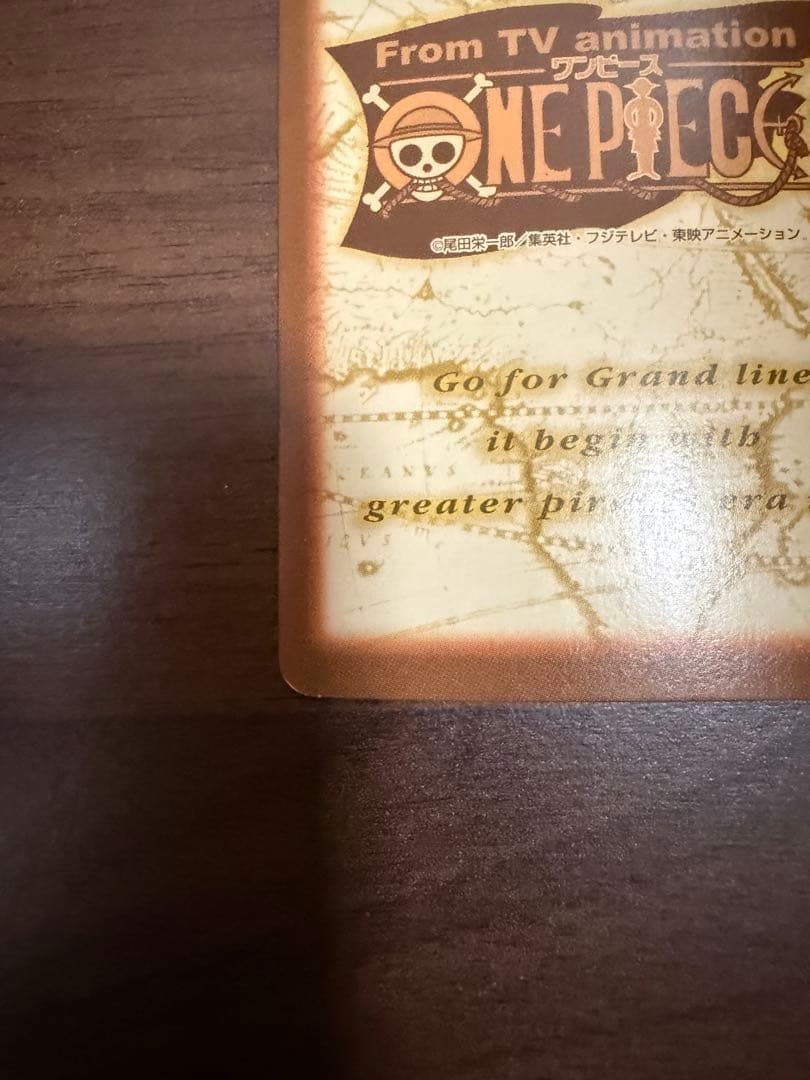 From TV animation
ワンピース
ONE PIECE
©尾田栄一郎/集英社・フジテレビ・東映アニメーション
Go for Grand line
it begin with
greater pirate era
CEANVS